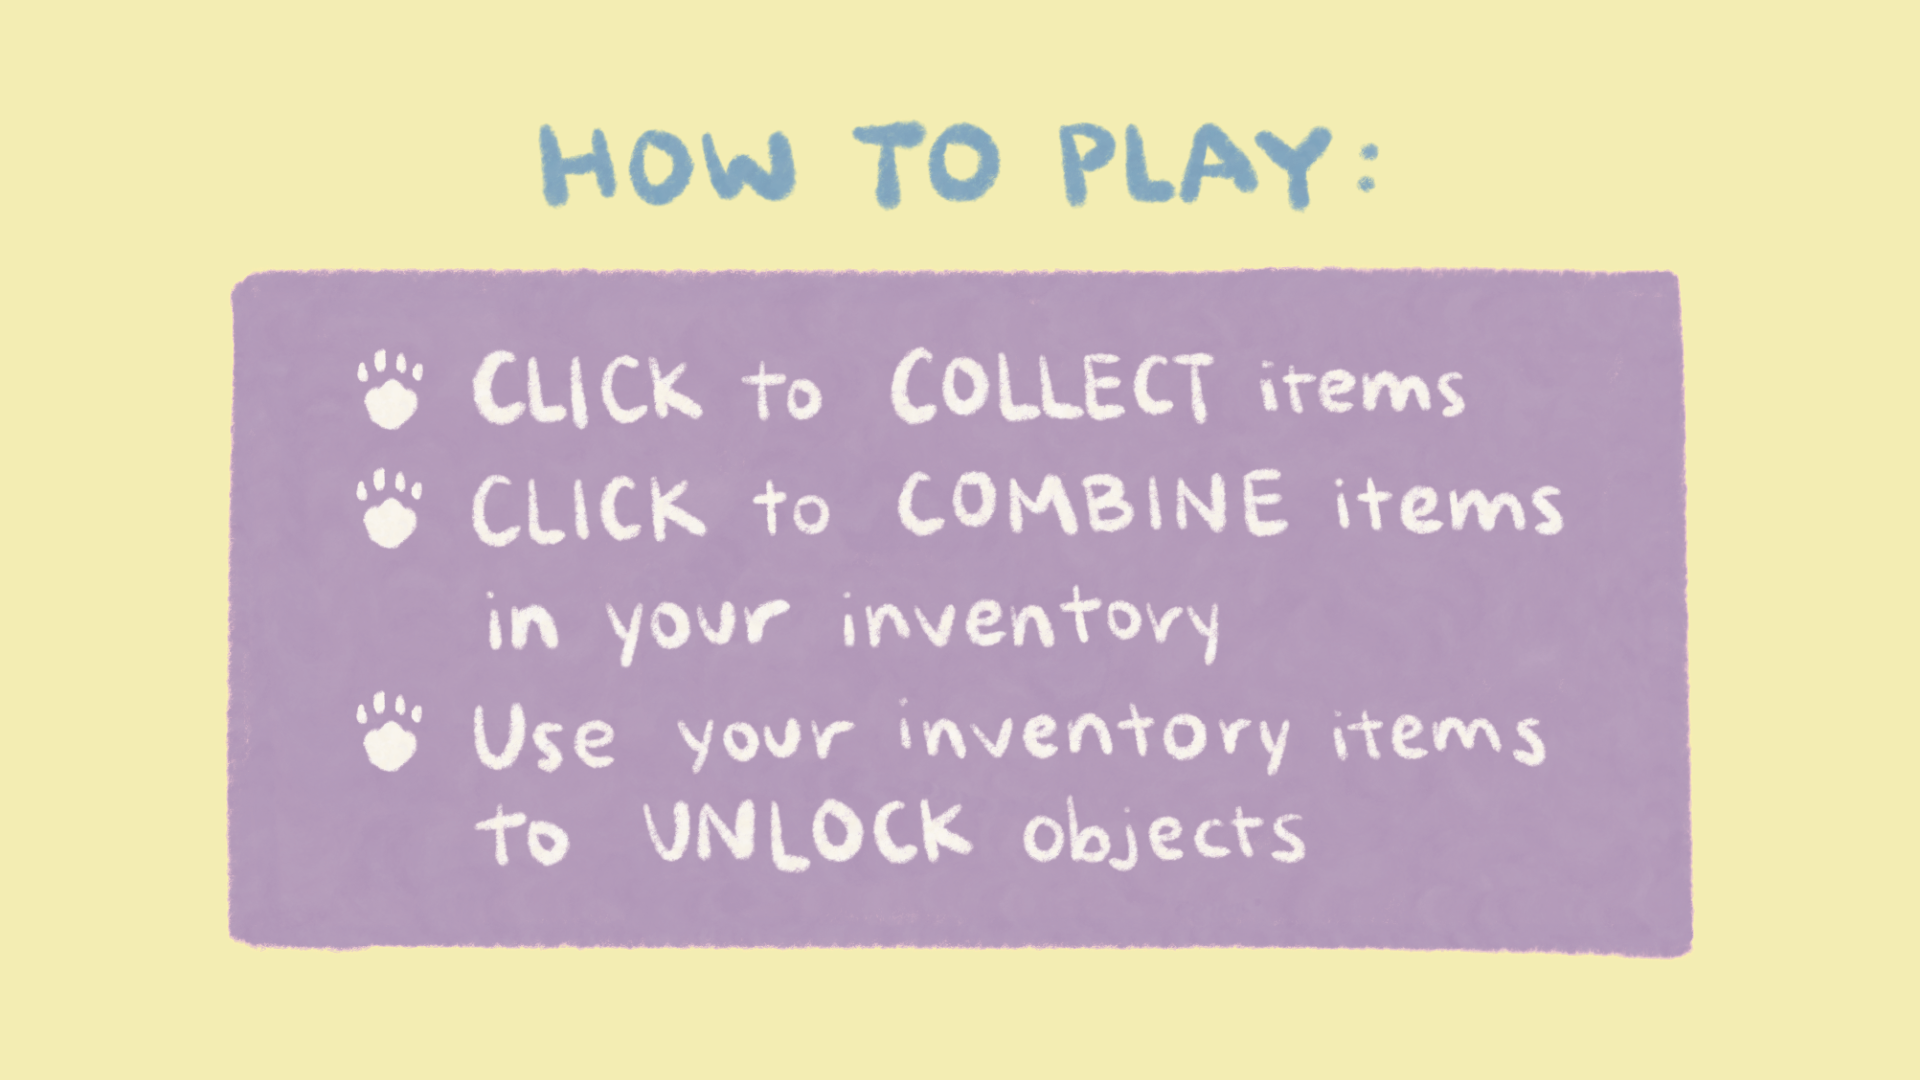 HOW TO PLAY:
CLICK to COLLECT items
CLICK to COMBINE items
in your inventory
Use your inventory items
to UNLOCK objects